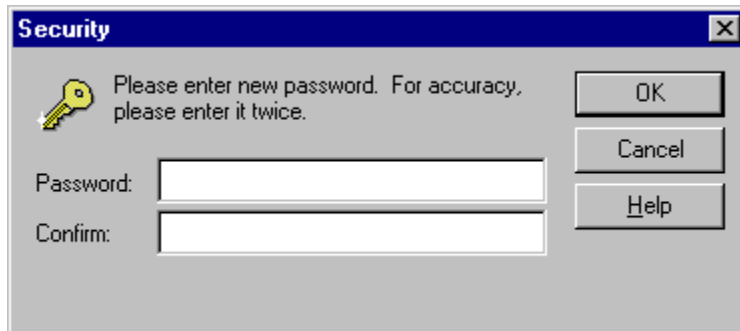 Security
Please enter new password.  For accuracy,
please enter it twice.
OK
Cancel
Help
Password:
Confirm: